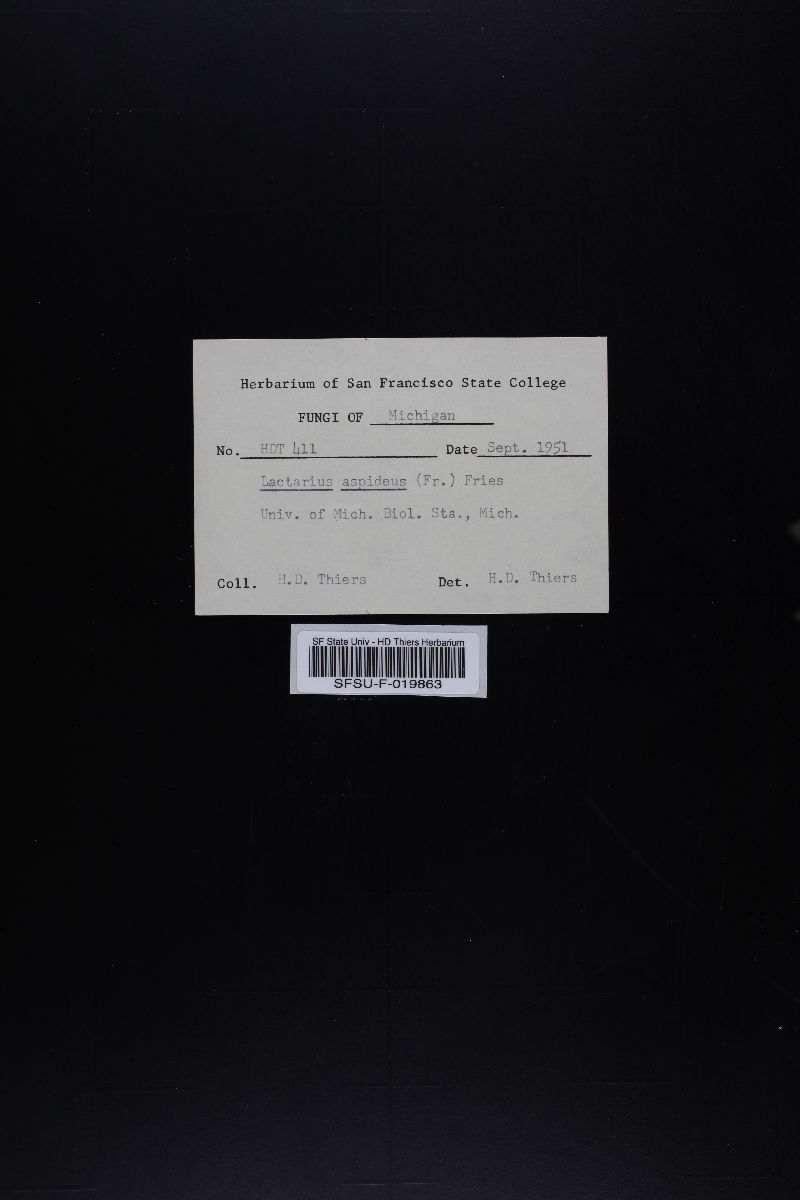 Herbarium of San Francisco State College
FUNGI OF Michigan
No. HDT 411 Date Sept. 1951
Lactarius aspideus (Fr.) Fries
Univ. of Mich. Biol. Sta., Mich.
Coll. H.D. Thiers Det. H.D. Thiers
SF State Univ - HD Thiers Herbarium
SFSU-F-019863